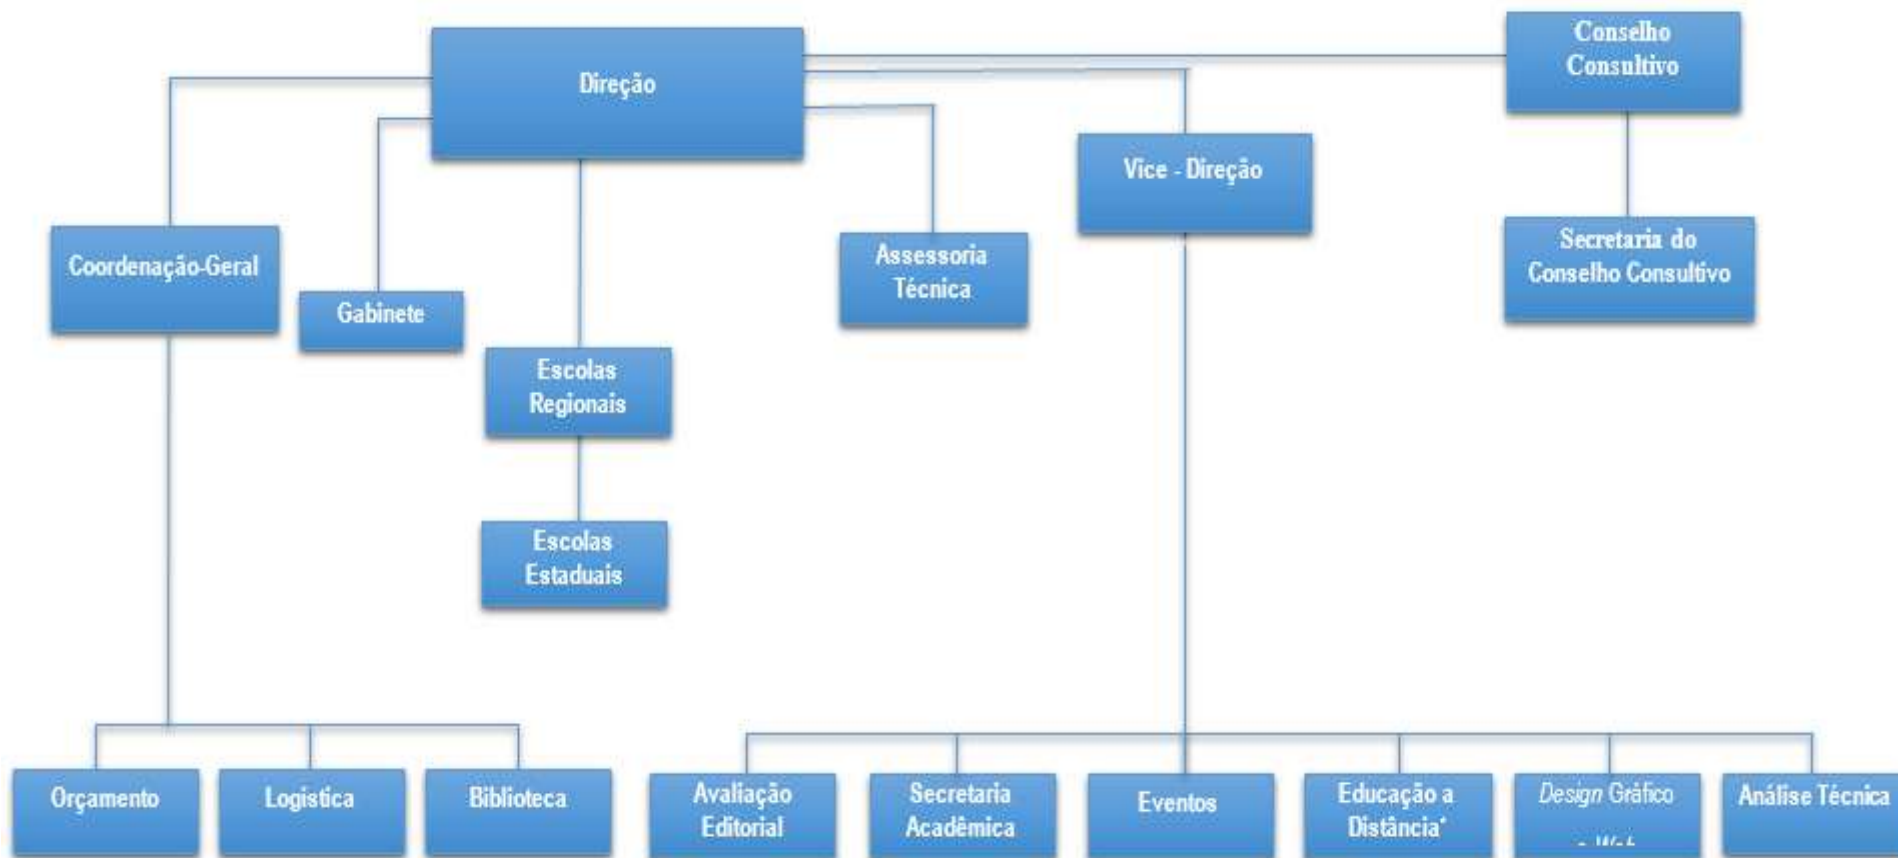 Direção
Conselho
Consultivo
Vice - Direção
Coordenação-Geral
Gabinete
Assessoria
Técnica
Secretaria do
Conselho Consultivo
Escolas
Regionais
Escolas
Estaduais
Orçamento
Logistica
Biblioteca
Avaliação
Editorial
Secretaria
Acadêmica
Eventos
Educação a
Distância*
Design Gráfico
Análise Técnica